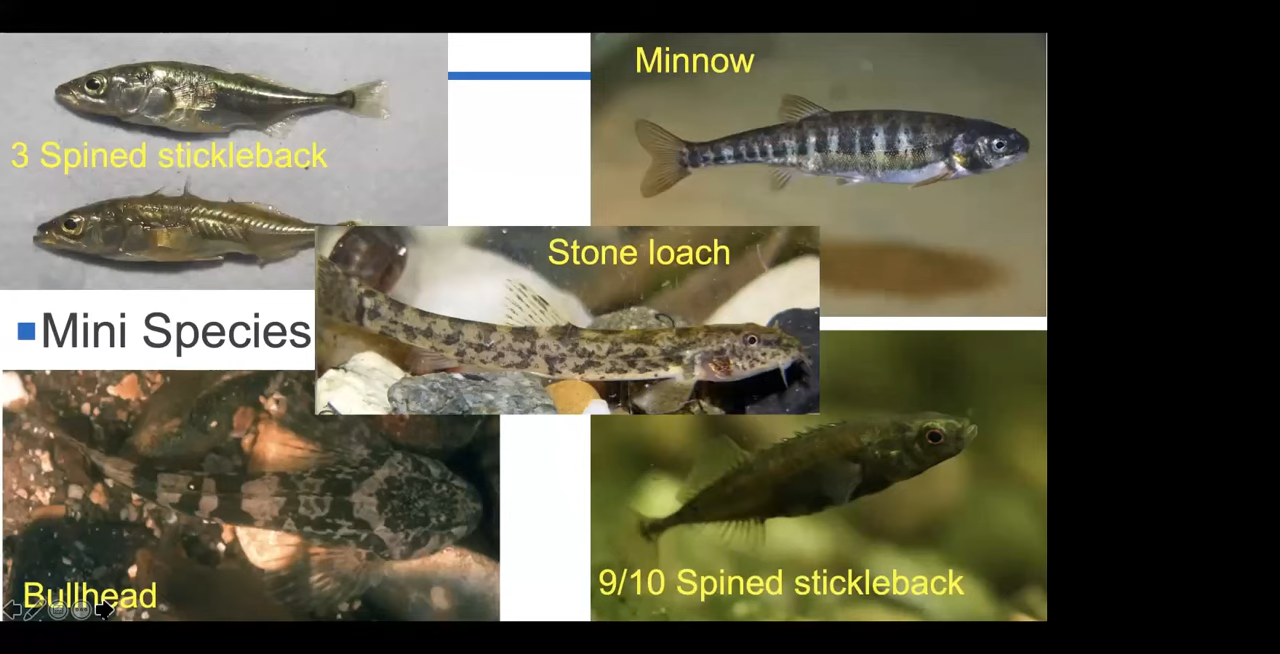 Minnow
3 Spined stickleback
Stone loach
Mini Species
Bullhead
9/10 Spined stickleback